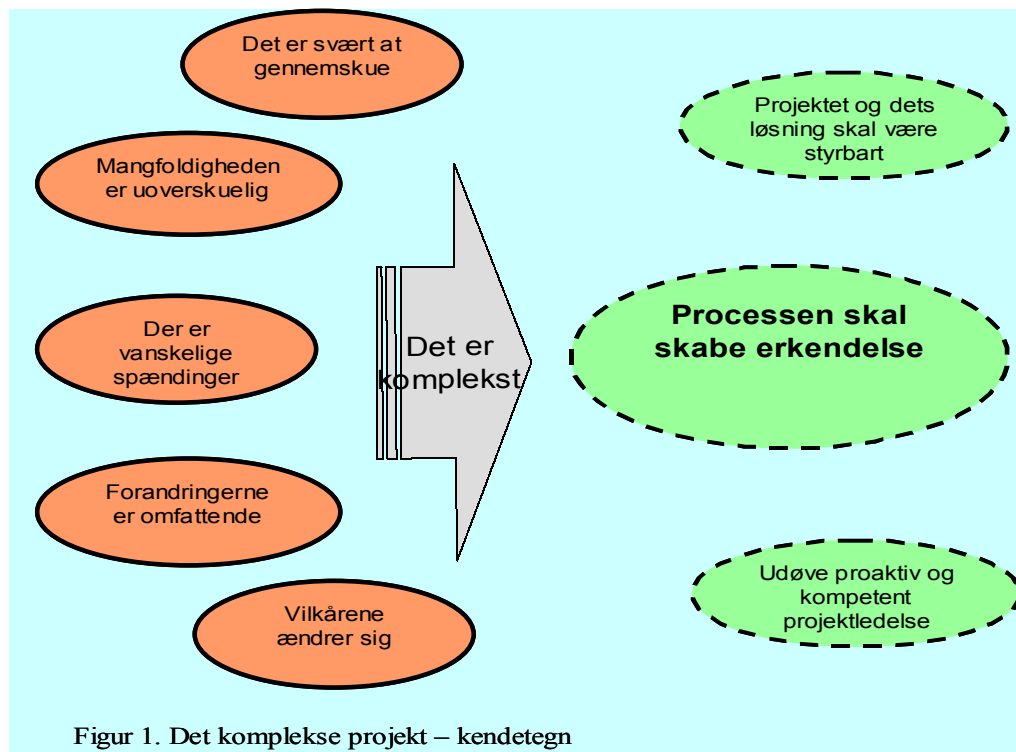 Det er svært at
gennemskue
Mangfoldigheden
er uoverskuelig
Der er
vanskelige
spændinger
Forandringerne
er omfattende
Vilkårene
ændrer sig
Det er
komplekst
Projektet og dets
løsning skal være
styrbart
Processen skal
skabe erkendelse
Udøve proaktiv og
kompetent
projektledelse
Figur 1. Det komplekse projekt – kendetegn